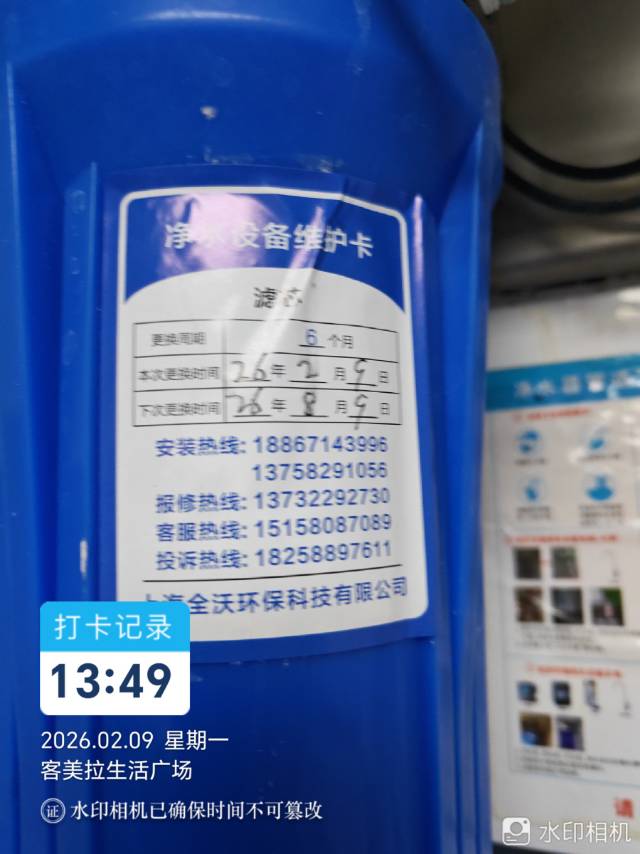 净水设备维护卡
滤芯
更换周期 6 个月
本次更换时间 26 年 2 月 9 日
下次更换时间 26 年 8 月 9 日
安装热线: 18867143996
13758291056
报修热线: 13732292730
客服热线: 15158087089
投诉热线: 18258897611
上海全沃环保科技有限公司
打卡记录
13:49
2026.02.09 星期一
客美拉生活广场
证 水印相机已确保时间不可篡改
请
水印相机